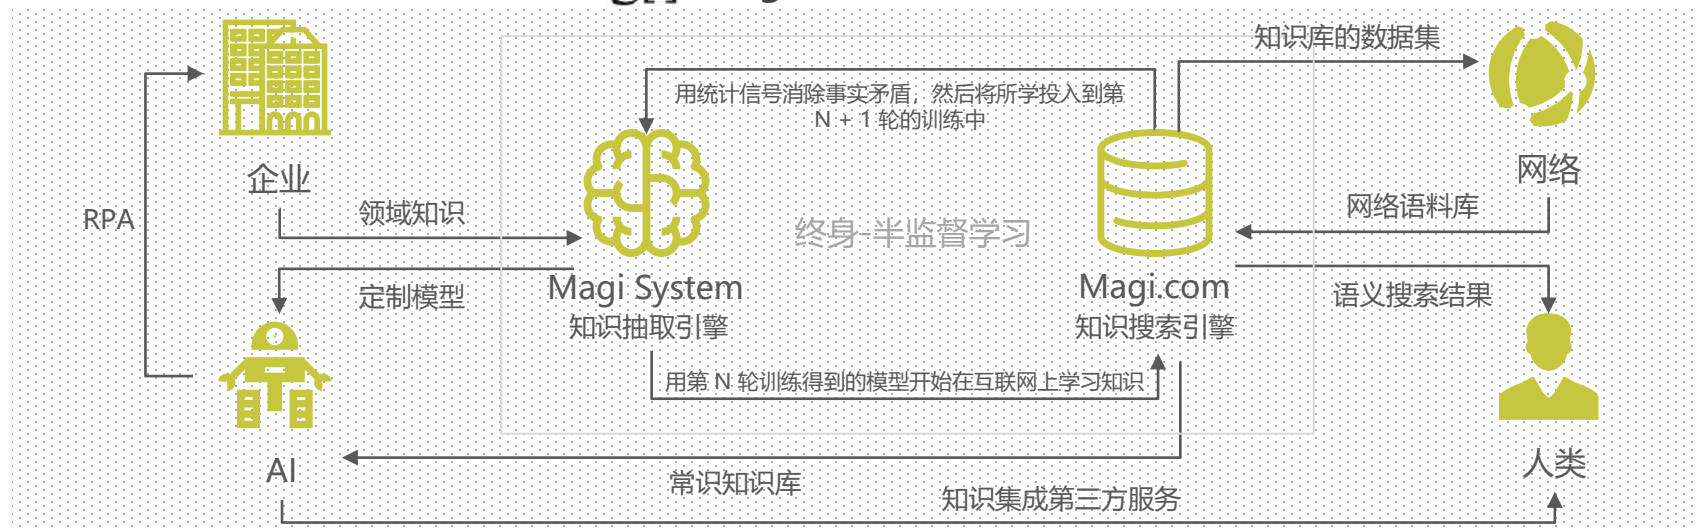 知识库的数据集
用统计信号消除事实矛盾，然后将所学投入到第
N + 1 轮的训练中
企业
网络
RPA
领域知识
网络语料库
终身-半监督学习
定制模型
Magi System
知识抽取引擎
Magi.com
知识搜索引擎
语义搜索结果
用第 N 轮训练得到的模型开始在互联网上学习知识
AI
人类
常识知识库
知识集成第三方服务